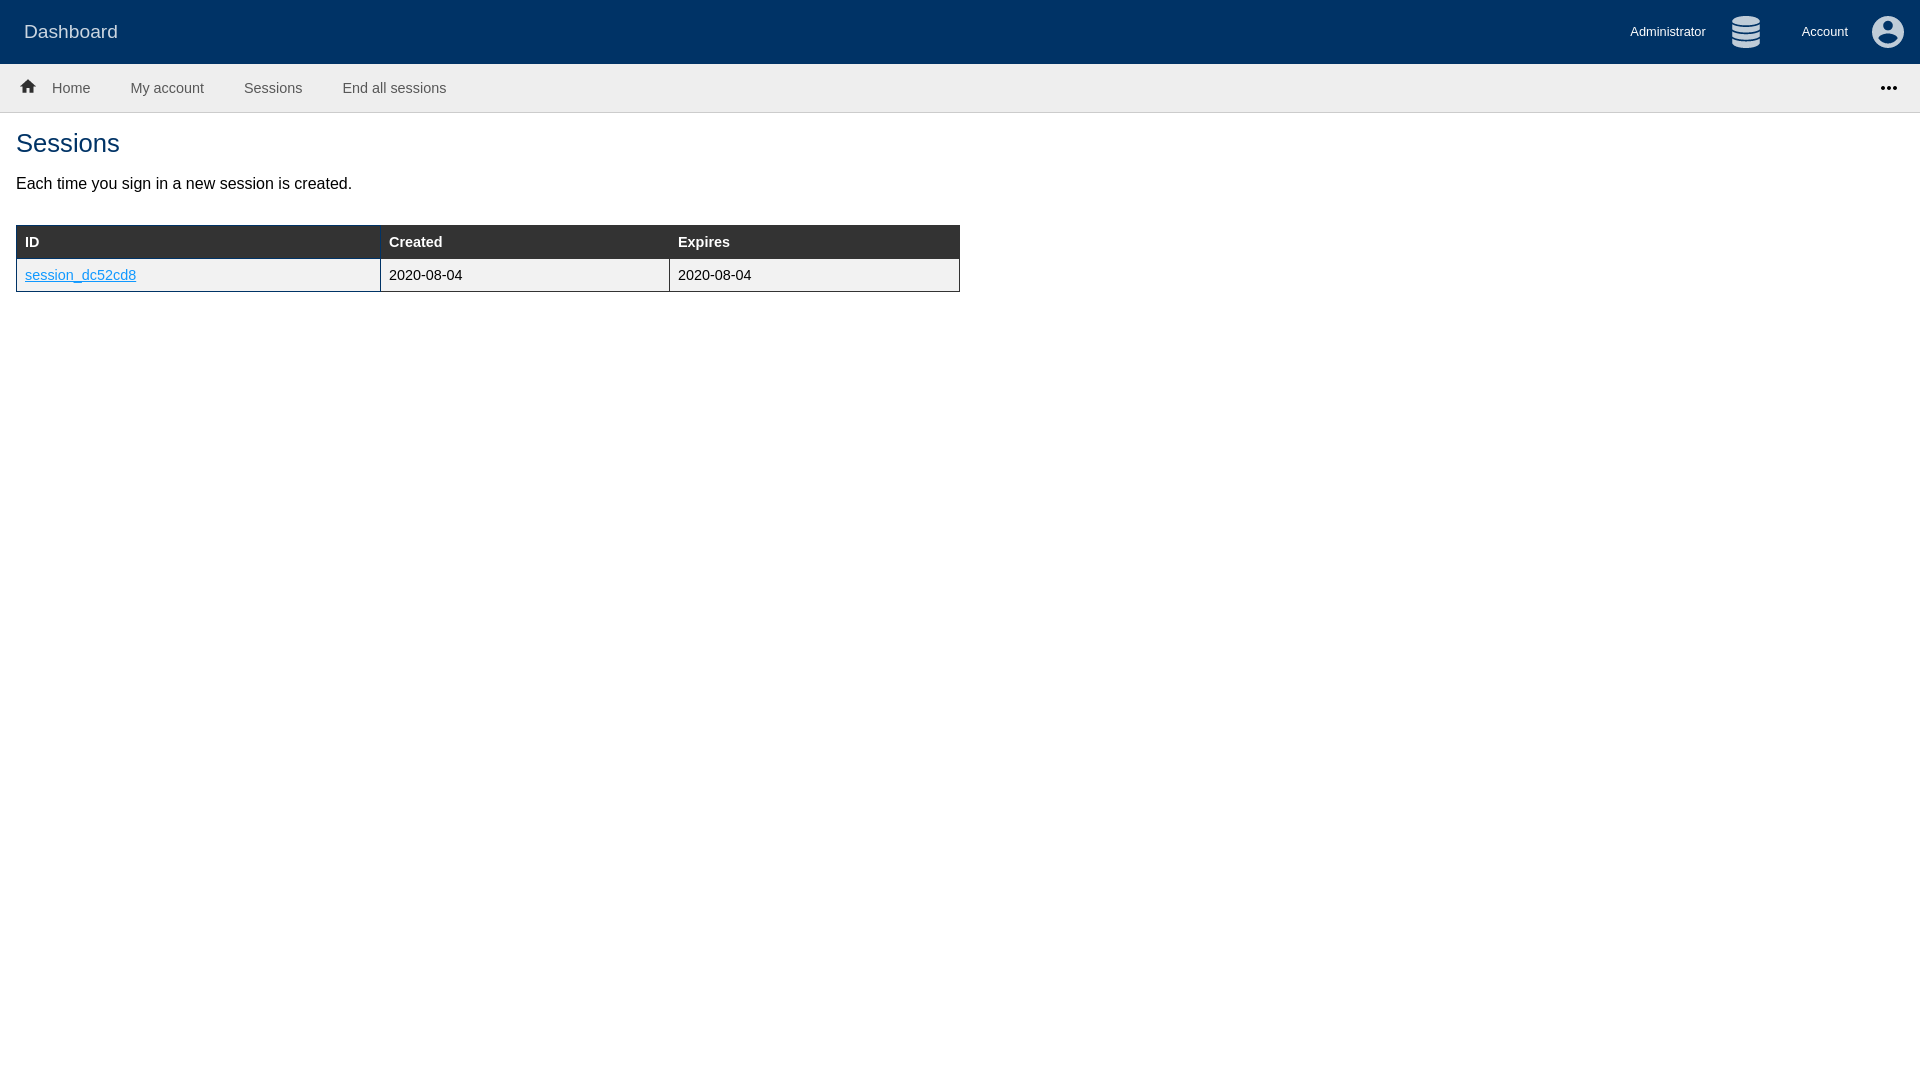 Dashboard
Administrator
Account
Home
My account
Sessions
End all sessions
Sessions
Each time you sign in a new session is created.
ID Created Expires
session_dc52cd8 2020-08-04 2020-08-04